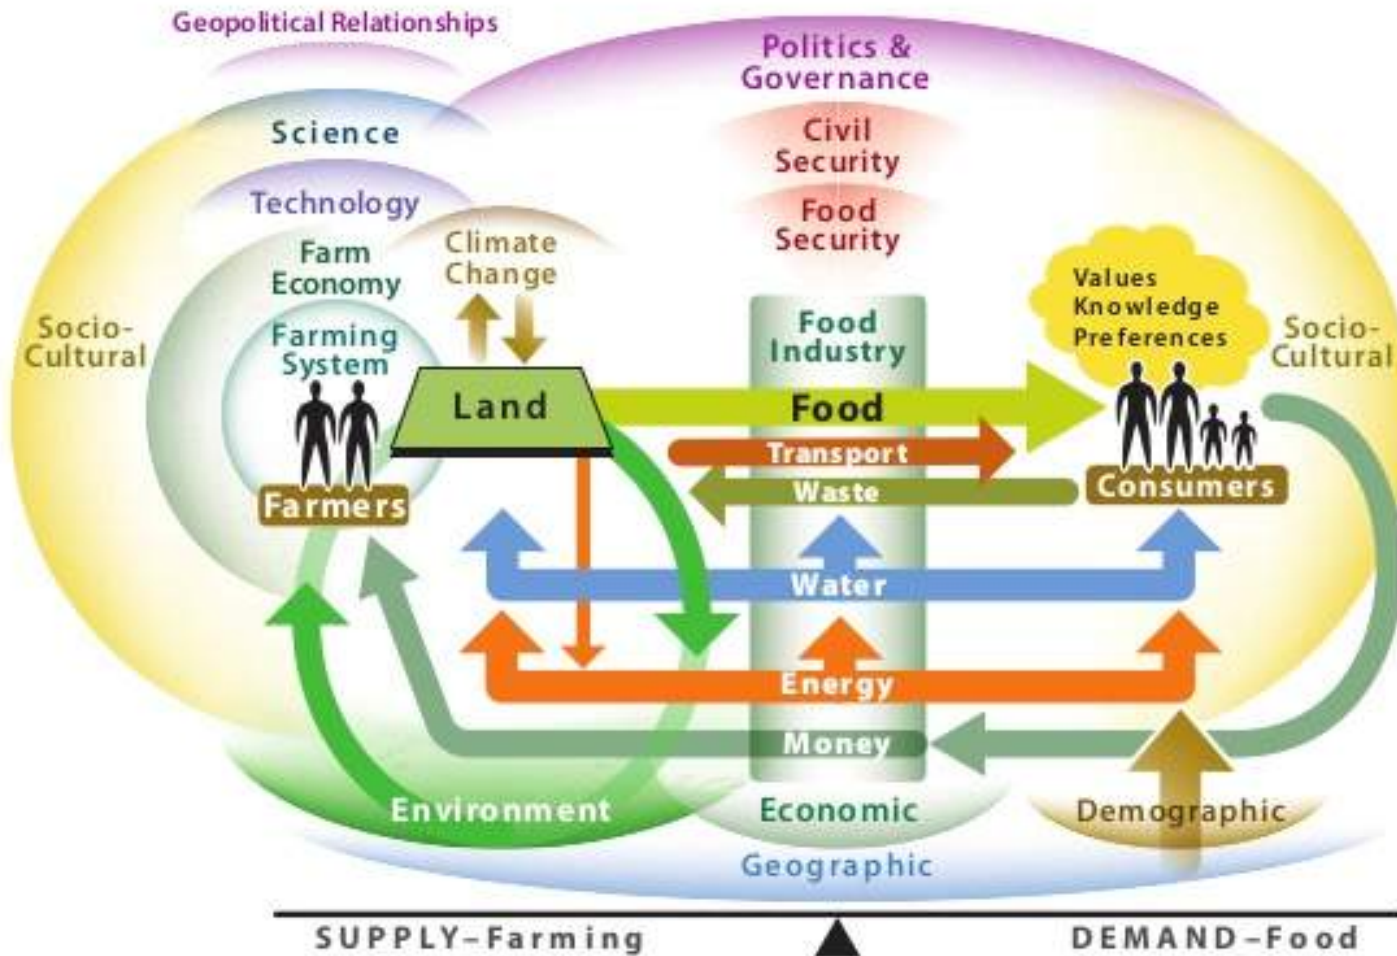 Geopolitical Relationships
Politics &
Governance
Science
Civil
Security
Technology
Food
Security
Farm
Economy
Climate
Change
Values
Knowledge
Preferences
Socio-
Cultural
Farming
System
Food
Industry
Socio-
Cultural
Land
Food
Transport
Waste
Farmers
Consumers
Water
Energy
Money
Environment
Economic
Demographic
Geographic
SUPPLY–Farming
DEMAND–Food